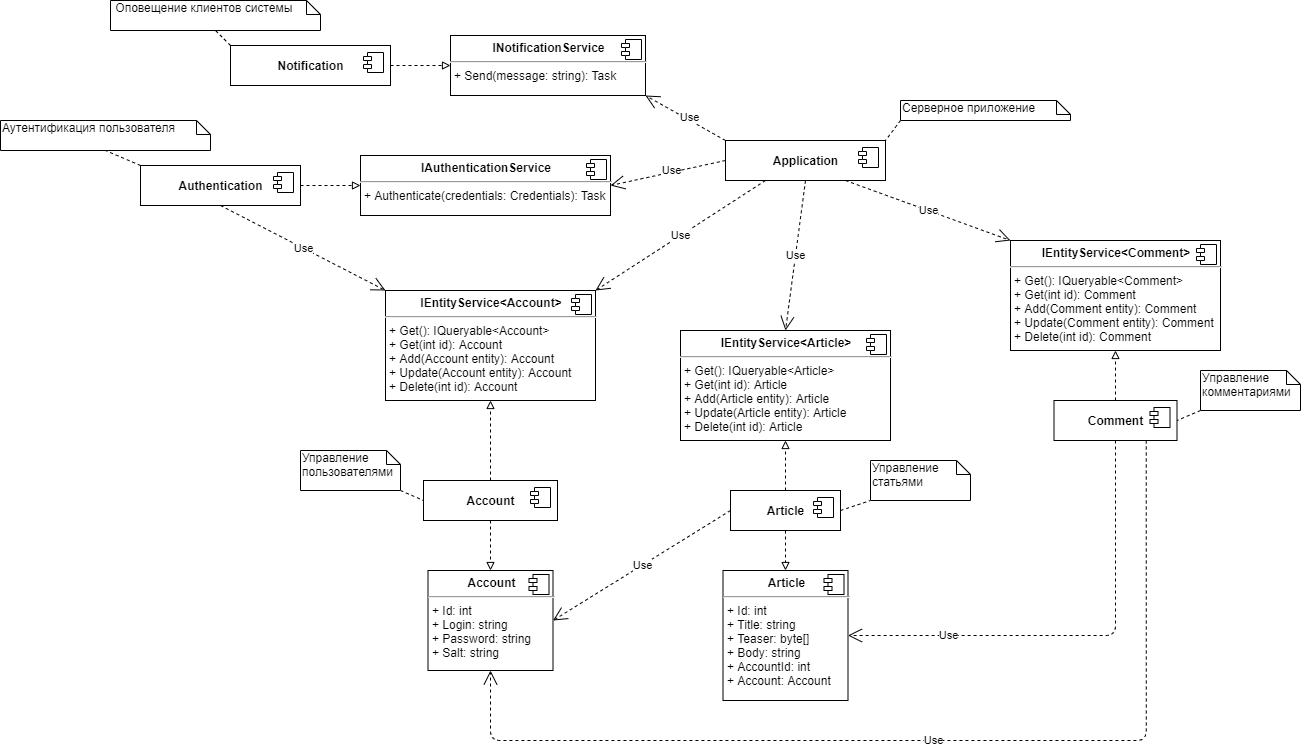 Оповещение клиентов системы
Notification
INotificationService
+ Send(message: string): Task
Use
Серверное приложение
Application
Аутентификация пользователя
Authentication
IAuthenticationService
+ Authenticate(credentials: Credentials): Task
Use
Use
Use
Use
Use
IEntityService<Account>
+ Get(): IQueryable<Account>
+ Get(int id): Account
+ Add(Account entity): Account
+ Update(Account entity): Account
+ Delete(int id): Account
IEntityService<Article>
+ Get(): IQueryable<Article>
+ Get(int id): Article
+ Add(Article entity): Article
+ Update(Article entity): Article
+ Delete(int id): Article
IEntityService<Comment>
+ Get(): IQueryable<Comment>
+ Get(int id): Comment
+ Add(Comment entity): Comment
+ Update(Comment entity): Comment
+ Delete(int id): Comment
Управление
комментариями
Comment
Управление
пользователями
Account
Управление
статьями
Article
Use
Account
+ Id: int
+ Login: string
+ Password: string
+ Salt: string
Article
+ Id: int
+ Title: string
+ Teaser: byte[]
+ Body: string
+ AccountId: int
+ Account: Account
Use
Use